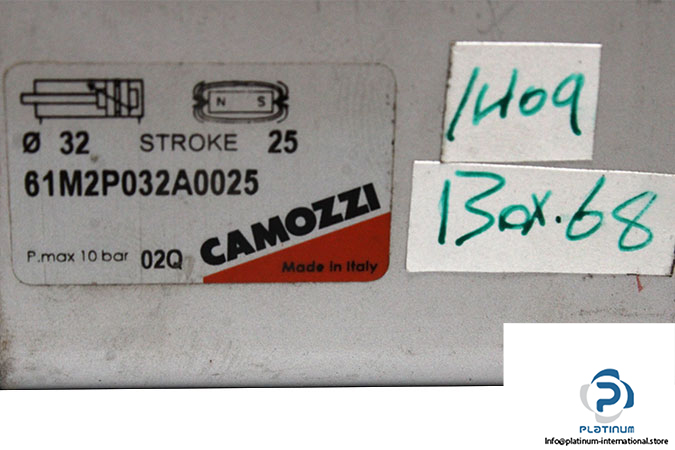 N S
Ø 32 STROKE 25
61M2P032A0025
P.max 10 bar 02Q
CAMOZZI
Made in Italy
1409
Box.68
P
PLATINUM
Info@platinum-international.store